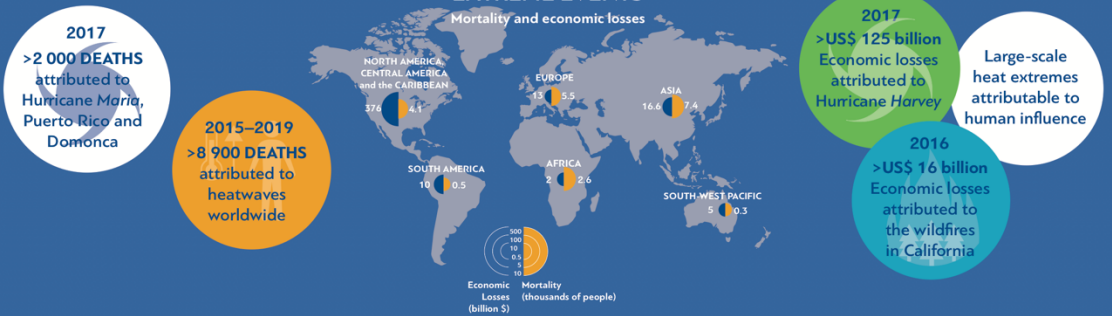 Mortality and economic losses
2017
>2 000 DEATHS
attributed to
Hurricane Maria,
Puerto Rico and
Domonca
2015–2019
>8 900 DEATHS
attributed to
heatwaves
worldwide
NORTH AMERICA,
CENTRAL AMERICA
and the CARIBBEAN
376 4.1
SOUTH AMERICA
10 0.5
EUROPE
13 5.5
AFRICA
2 2.6
ASIA
16.6 7.4
SOUTH-WEST PACIFIC
5 0.3
500
100
10
0.5
5
10
Economic
Losses
(billion $)
Mortality
(thousands of people)
2017
>US$ 125 billion
Economic losses
attributed to
Hurricane Harvey
Large-scale
heat extremes
attributable to
human influence
2016
>US$ 16 billion
Economic losses
attributed to
the wildfires
in California